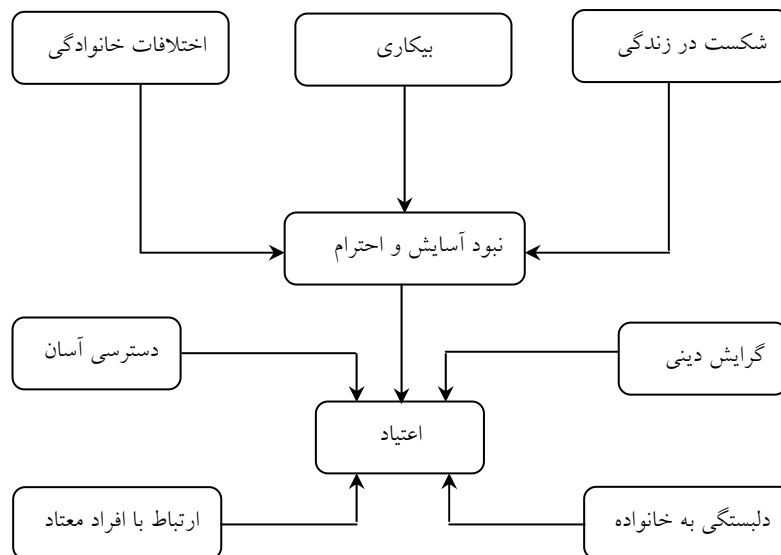 شکست در زندگی
بیکاری
اختلافات خانوادگی
نبود آسایش و احترام
گرایش دینی
دسترسی آسان
اعتیاد
دلبستگی به خانواده
ارتباط با افراد معتاد